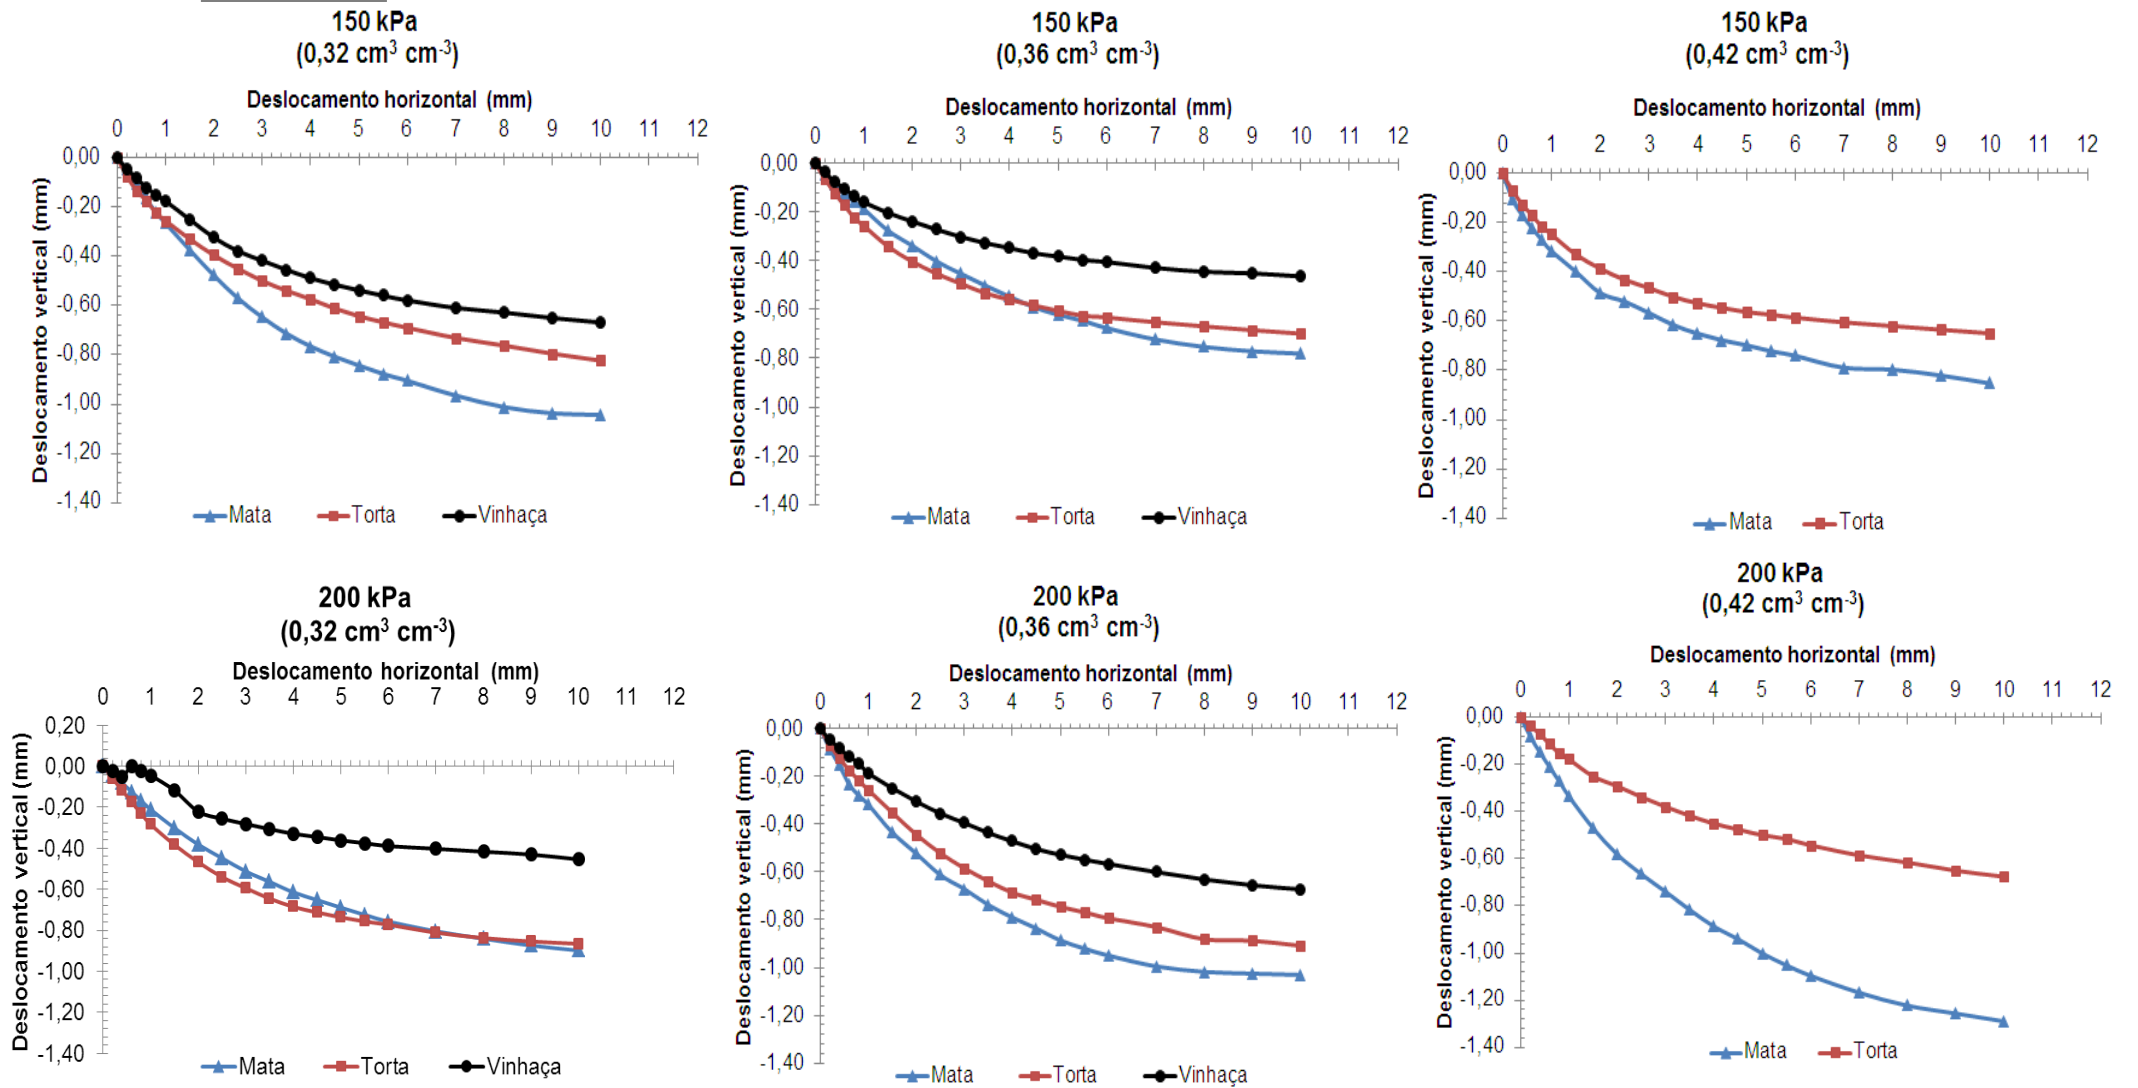 150 kPa
(0,32 cm³ cm⁻³)
Deslocamento horizontal (mm)
0 1 2 3 4 5 6 7 8 9 10 11 12
Deslocamento vertical (mm)
0,00
-0,20
-0,40
-0,60
-0,80
-1,00
-1,20
-1,40
Mata Torta Vinhaça
150 kPa
(0,36 cm³ cm⁻³)
Deslocamento horizontal (mm)
0 1 2 3 4 5 6 7 8 9 10 11 12
Deslocamento vertical (mm)
0,00
-0,20
-0,40
-0,60
-0,80
-1,00
-1,20
-1,40
Mata Torta Vinhaça
150 kPa
(0,42 cm³ cm⁻³)
Deslocamento horizontal (mm)
0 1 2 3 4 5 6 7 8 9 10 11 12
Deslocamento vertical (mm)
0,00
-0,20
-0,40
-0,60
-0,80
-1,00
-1,20
-1,40
Mata Torta
200 kPa
(0,32 cm³ cm⁻³)
Deslocamento horizontal (mm)
0 1 2 3 4 5 6 7 8 9 10 11 12
Deslocamento vertical (mm)
0,20
0,00
-0,20
-0,40
-0,60
-0,80
-1,00
-1,20
-1,40
Mata Torta Vinhaça
200 kPa
(0,36 cm³ cm⁻³)
Deslocamento horizontal (mm)
0 1 2 3 4 5 6 7 8 9 10 11 12
Deslocamento vertical (mm)
0,00
-0,20
-0,40
-0,60
-0,80
-1,00
-1,20
-1,40
Mata Torta Vinhaça
200 kPa
(0,42 cm³ cm⁻³)
Deslocamento horizontal (mm)
0 1 2 3 4 5 6 7 8 9 10 11 12
Deslocamento vertical (mm)
0,00
-0,20
-0,40
-0,60
-0,80
-1,00
-1,20
-1,40
Mata Torta